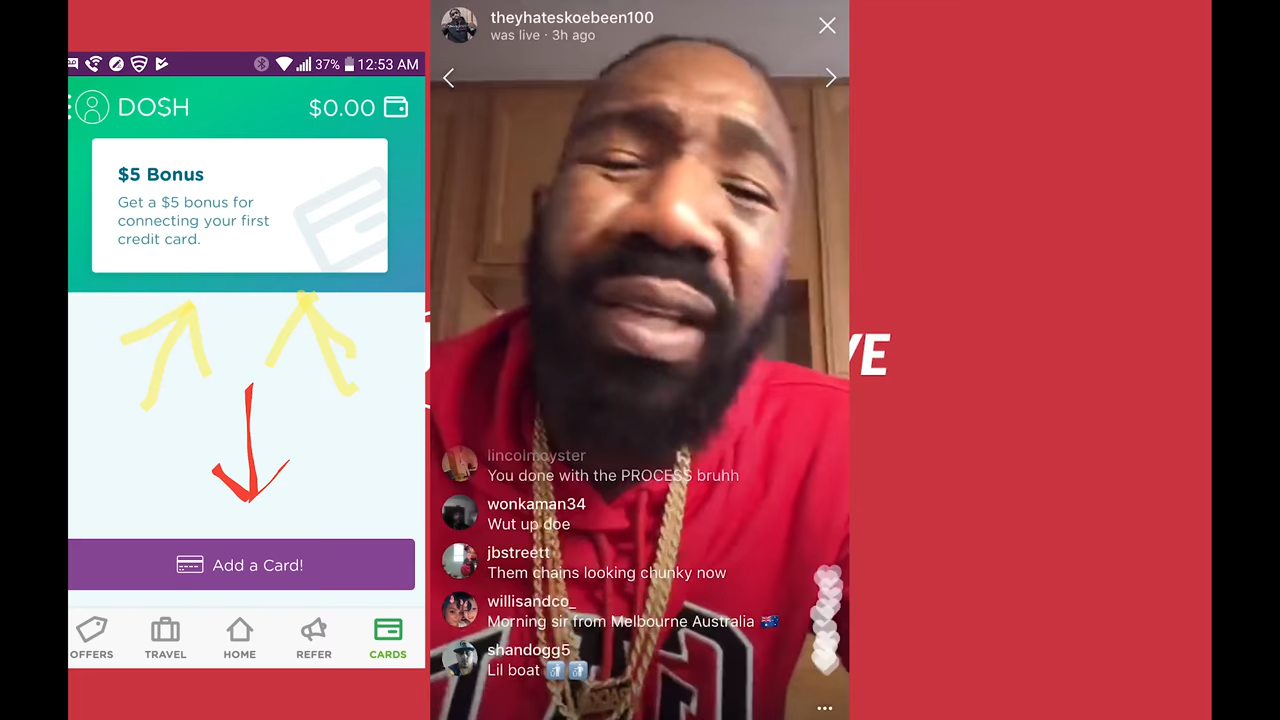 37% 12:53 AM
DOSH $0.00
$5 Bonus
Get a $5 bonus for
connecting your first
credit card.
Add a Card!
OFFERS TRAVEL HOME REFER CARDS
theyhateskoebeen100
was live · 3h ago
You done with the PROCESS bruhh
wonkaman34
Wut up doe
jbstreett
Them chains looking chunky now
willisandco_
Morning sir from Melbourne Australia 🇦🇺
shandogg5
Lil boat 🚮🚮
VE